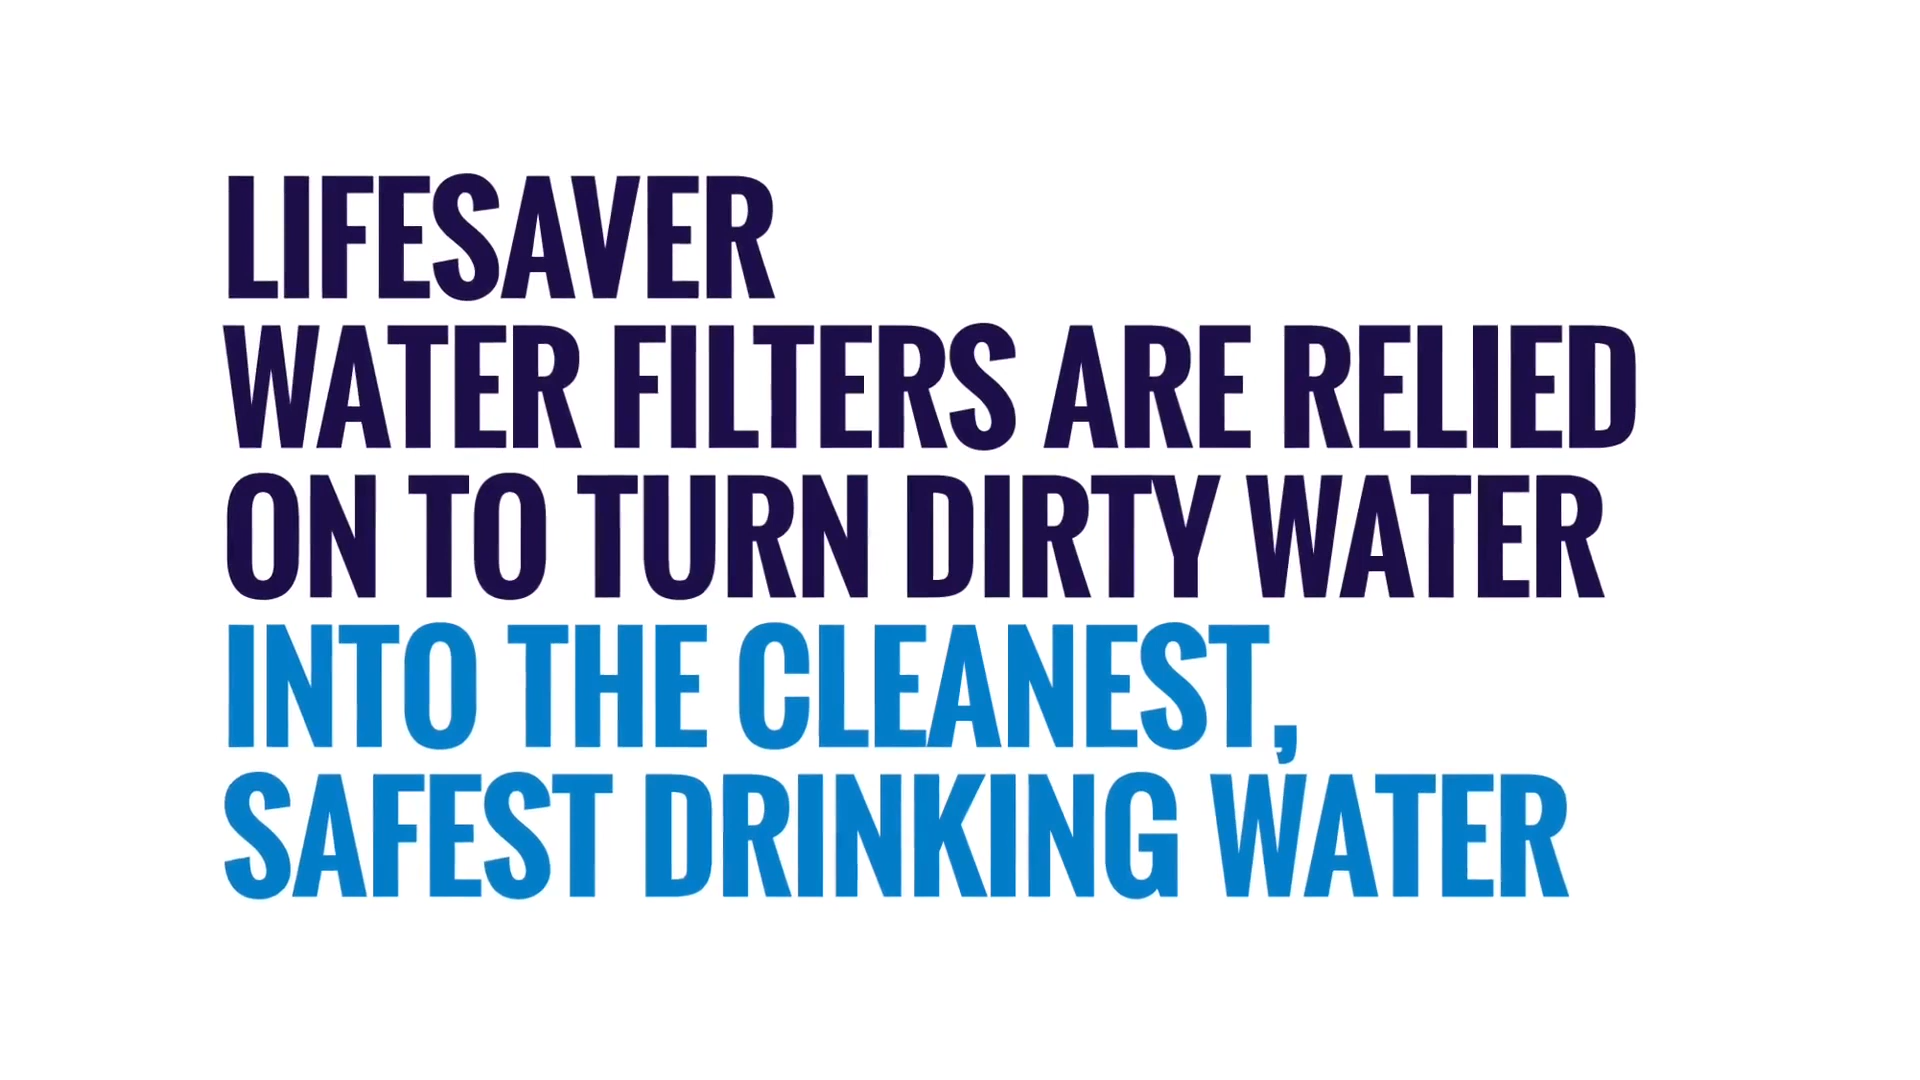 LIFESAVER
WATER FILTERS ARE RELIED
ON TO TURN DIRTY WATER
INTO THE CLEANEST,
SAFEST DRINKING WATER